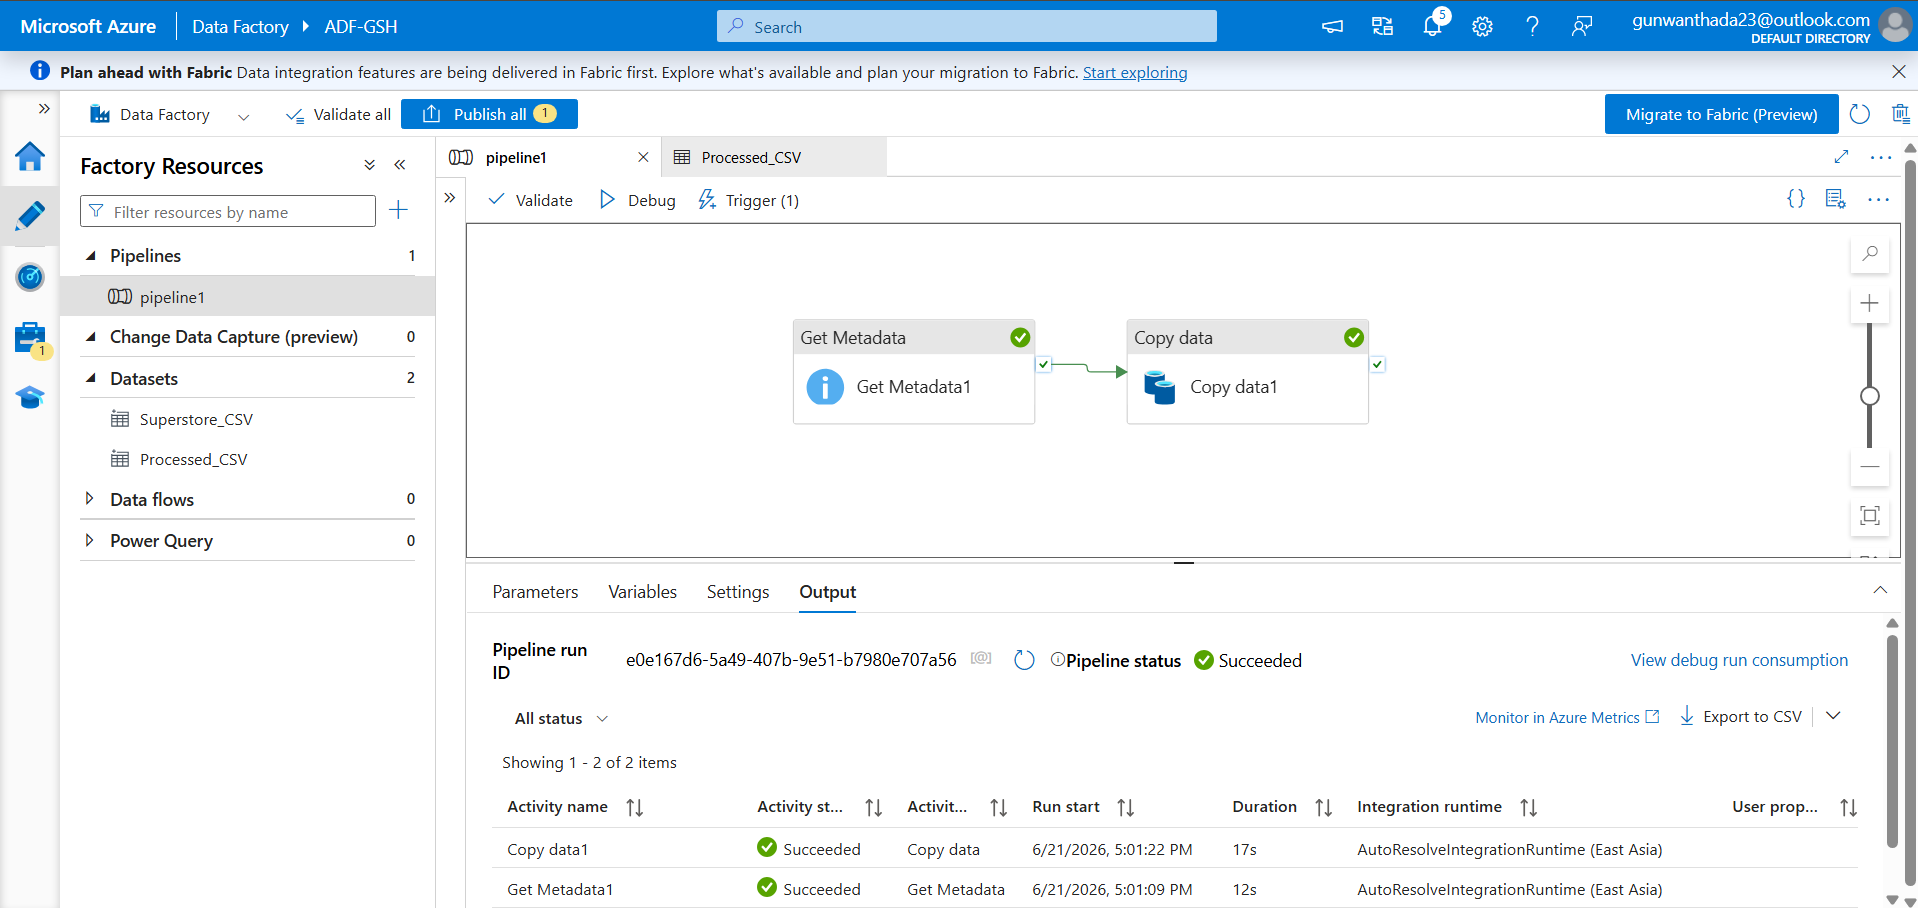 Microsoft Azure
Data Factory
ADF-GSH
Search
5
gunwanthada23@outlook.com
DEFAULT DIRECTORY
Plan ahead with Fabric Data integration features are being delivered in Fabric first. Explore what's available and plan your migration to Fabric. Start exploring
Data Factory
Validate all
Publish all 1
Migrate to Fabric (Preview)
1
Factory Resources
Filter resources by name
Pipelines 1
pipeline1
Change Data Capture (preview) 0
Datasets 2
Superstore_CSV
Processed_CSV
Data flows 0
Power Query 0
pipeline1
Processed_CSV
Validate
Debug
Trigger (1)
{}
Get Metadata
Get Metadata1
Copy data
Copy data1
Parameters
Variables
Settings
Output
Pipeline run
ID
e0e167d6-5a49-407b-9e51-b7980e707a56
[@]
Pipeline status
Succeeded
View debug run consumption
All status
Monitor in Azure Metrics
Export to CSV
Showing 1 - 2 of 2 items
Activity name Activity st... Activit... Run start Duration Integration runtime User prop...
Copy data1 Succeeded Copy data 6/21/2026, 5:01:22 PM 17s AutoResolveIntegrationRuntime (East Asia)
Get Metadata1 Succeeded Get Metadata 6/21/2026, 5:01:09 PM 12s AutoResolveIntegrationRuntime (East Asia)